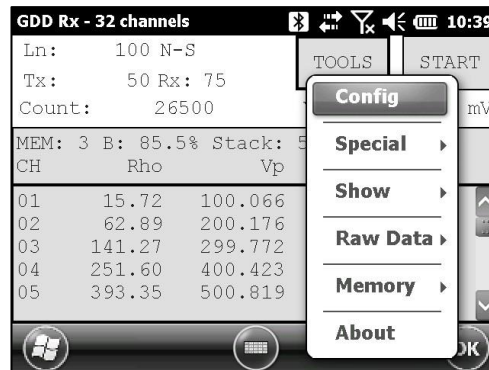 GDD Rx - 32 channels 10:39
Ln: 100 N-S
TOOLS START
Tx: 50 Rx: 75
Config
Count: 26500 mV
MEM: 3 B: 85.5% Stack: 5
Special
CH Rho Vp
Show
01 15.72 100.066
02 62.89 200.176
Raw Data
03 141.27 299.772
04 251.60 400.423
Memory
05 393.35 500.819
About
OK